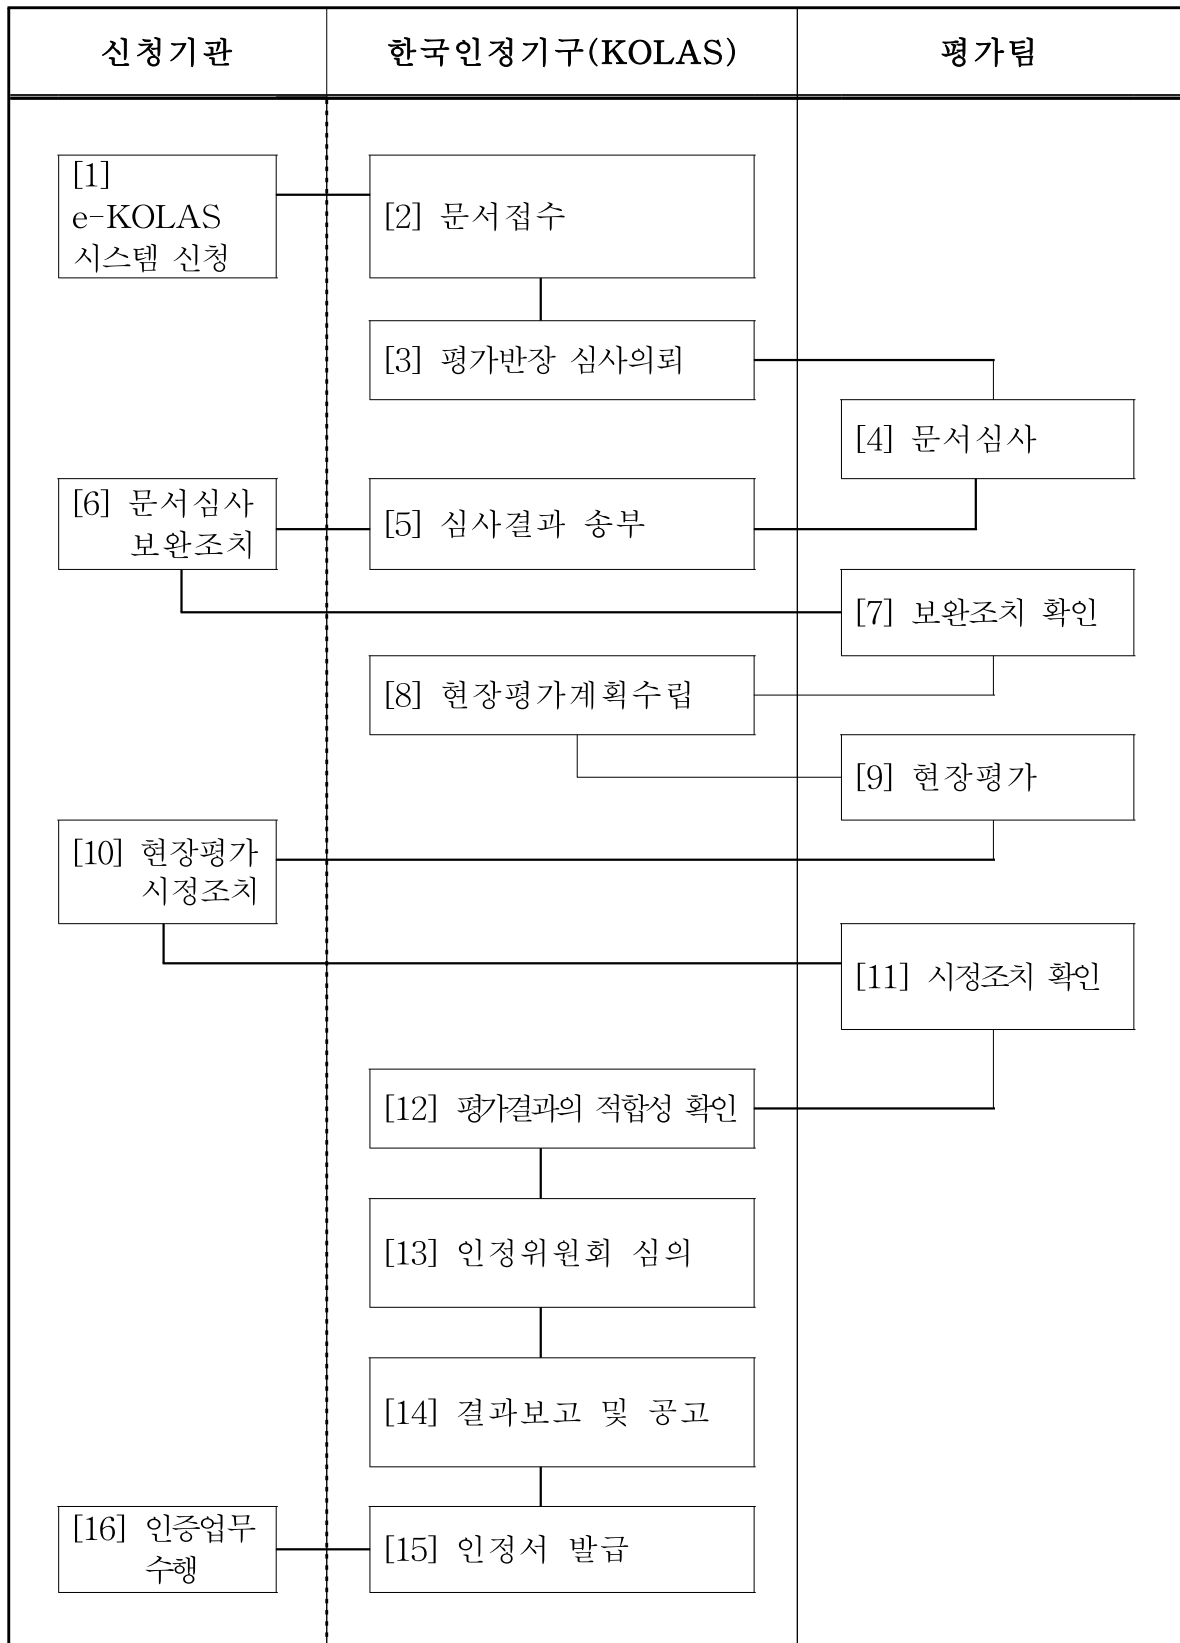 신청기관
한국인정기구(KOLAS)
평가팀
[1]
e-KOLAS
시스템 신청
[2] 문서접수
[3] 평가반장 심사의뢰
[4] 문서심사
[6] 문서심사
보완조치
[5] 심사결과 송부
[7] 보완조치 확인
[8] 현장평가계획수립
[9] 현장평가
[10] 현장평가
시정조치
[11] 시정조치 확인
[12] 평가결과의 적합성 확인
[13] 인정위원회 심의
[14] 결과보고 및 공고
[16] 인증업무
수행
[15] 인정서 발급